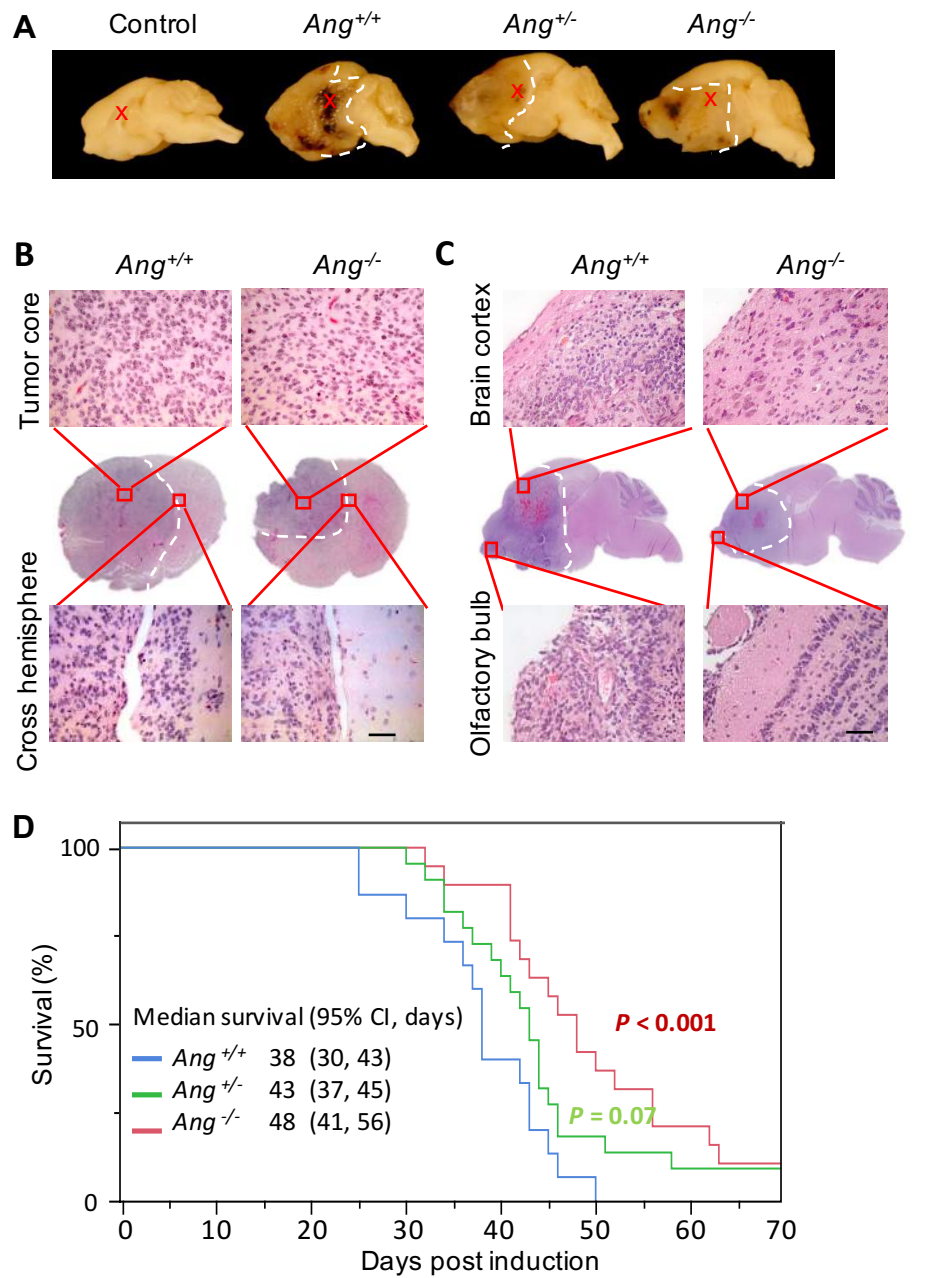 A
Control
Ang+/+
Ang+/-
Ang-/-
X
X
X
X
B
Ang+/+
Ang-/-
C
Ang+/+
Ang-/-
Tumor core
Brain cortex
Cross hemisphere
Olfactory bulb
D
100
50
0
Survival (%)
Median survival (95% CI, days)
Ang +/+ 38 (30, 43)
Ang +/- 43 (37, 45)
Ang -/- 48 (41, 56)
P < 0.001
P = 0.07
0 10 20 30 40 50 60 70
Days post induction